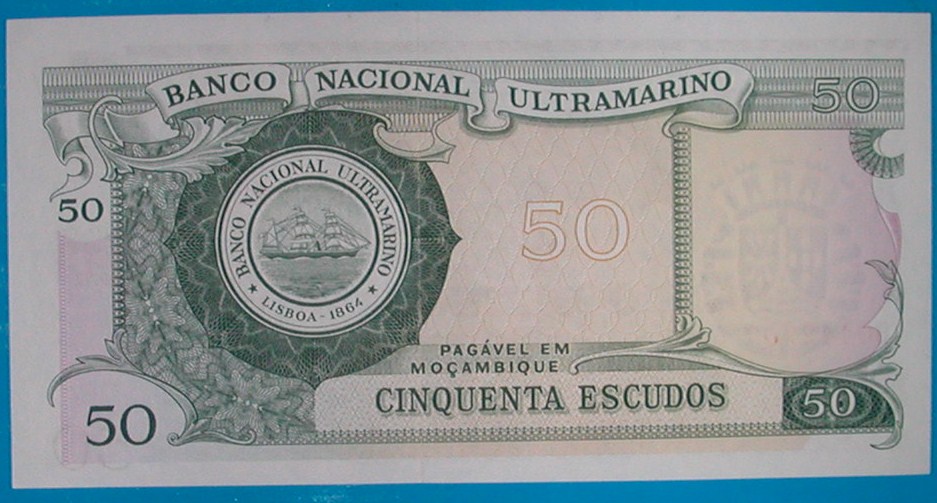 BANCO NACIONAL ULTRAMARINO
50
50
BANCO NACIONAL ULTRAMARINO
★ LISBOA - 1864 ★
50
PAGÁVEL EM
MOÇAMBIQUE
CINQUENTA ESCUDOS
50
50